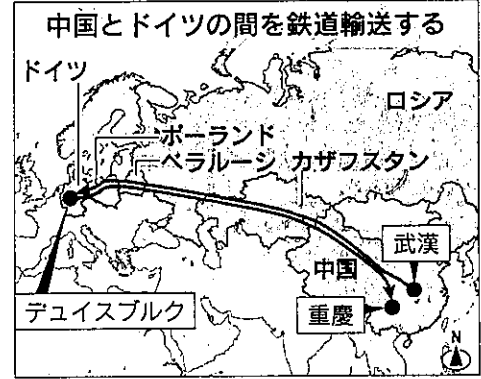 中国とドイツの間を鉄道輸送する
ドイツ
ロシア
ポーランド
ベラルーシ カザフスタン
武漢
中国
デュイスブルク
重慶
N